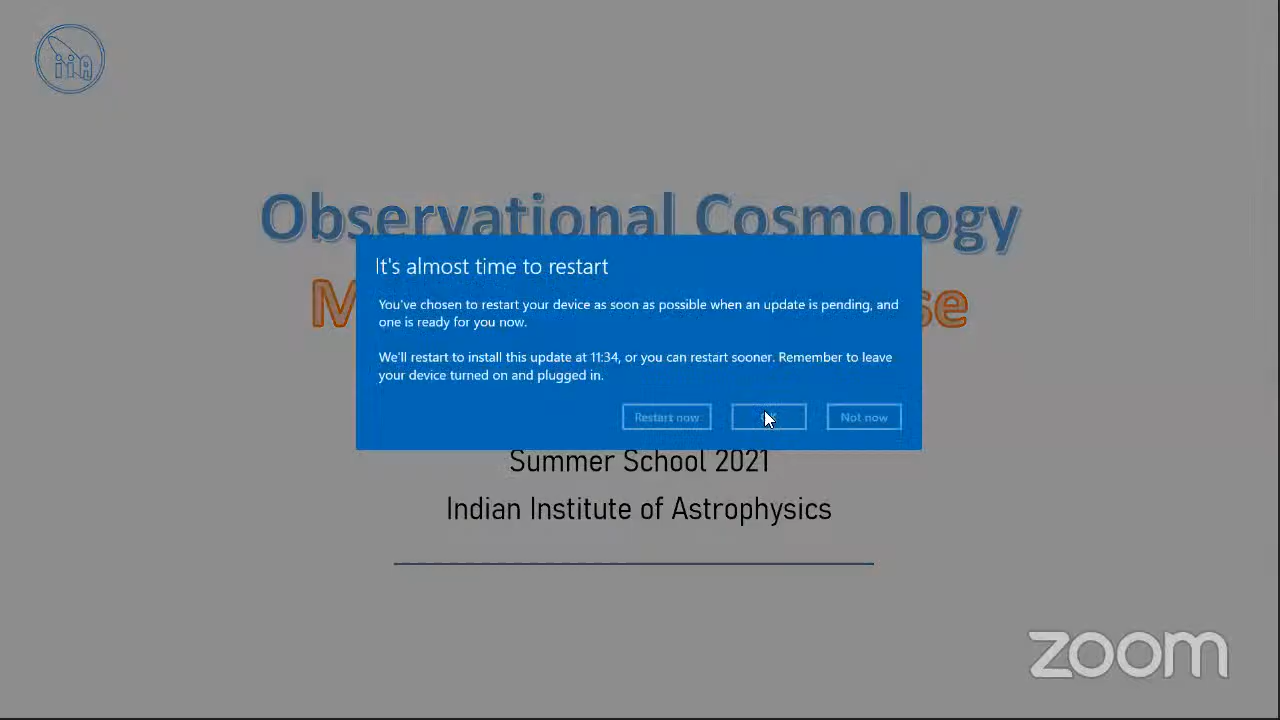 iiA
Observational Cosmology
It's almost time to restart
You've chosen to restart your device as soon as possible when an update is pending, and
one is ready for you now.
We'll restart to install this update at 11:34, or you can restart sooner. Remember to leave
your device turned on and plugged in.
Restart now
Not now
Summer School 2021
Indian Institute of Astrophysics
zoom